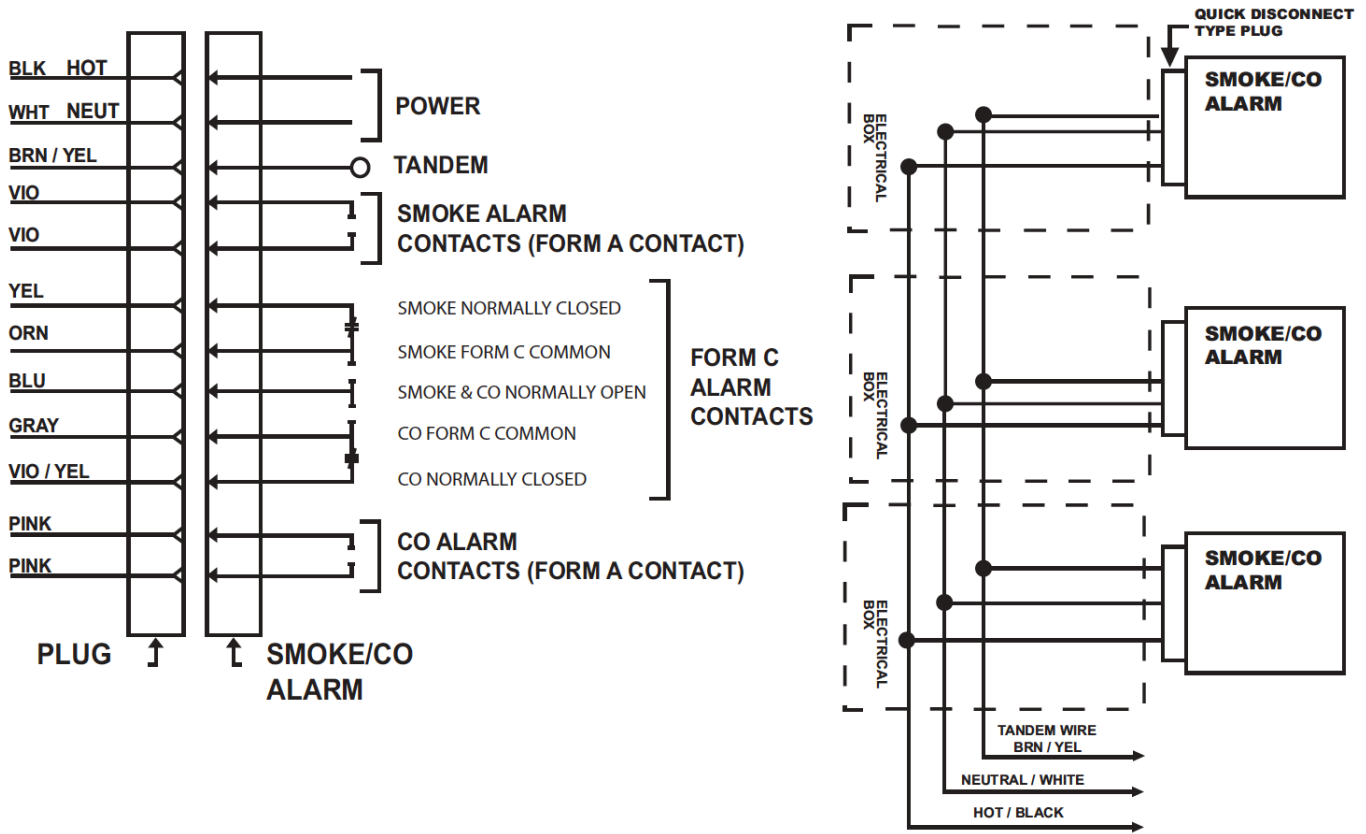 BLK HOT
WHT NEUT
BRN / YEL
VIO
VIO
YEL
ORN
BLU
GRAY
VIO / YEL
PINK
PINK
PLUG
SMOKE/CO
ALARM
POWER
TANDEM
SMOKE ALARM
CONTACTS (FORM A CONTACT)
SMOKE NORMALLY CLOSED
SMOKE FORM C COMMON
SMOKE & CO NORMALLY OPEN
CO FORM C COMMON
CO NORMALLY CLOSED
FORM C
ALARM
CONTACTS
CO ALARM
CONTACTS (FORM A CONTACT)
QUICK DISCONNECT
TYPE PLUG
ELECTRICAL
BOX
SMOKE/CO
ALARM
ELECTRICAL
BOX
SMOKE/CO
ALARM
ELECTRICAL
BOX
SMOKE/CO
ALARM
TANDEM WIRE
BRN / YEL
NEUTRAL / WHITE
HOT / BLACK